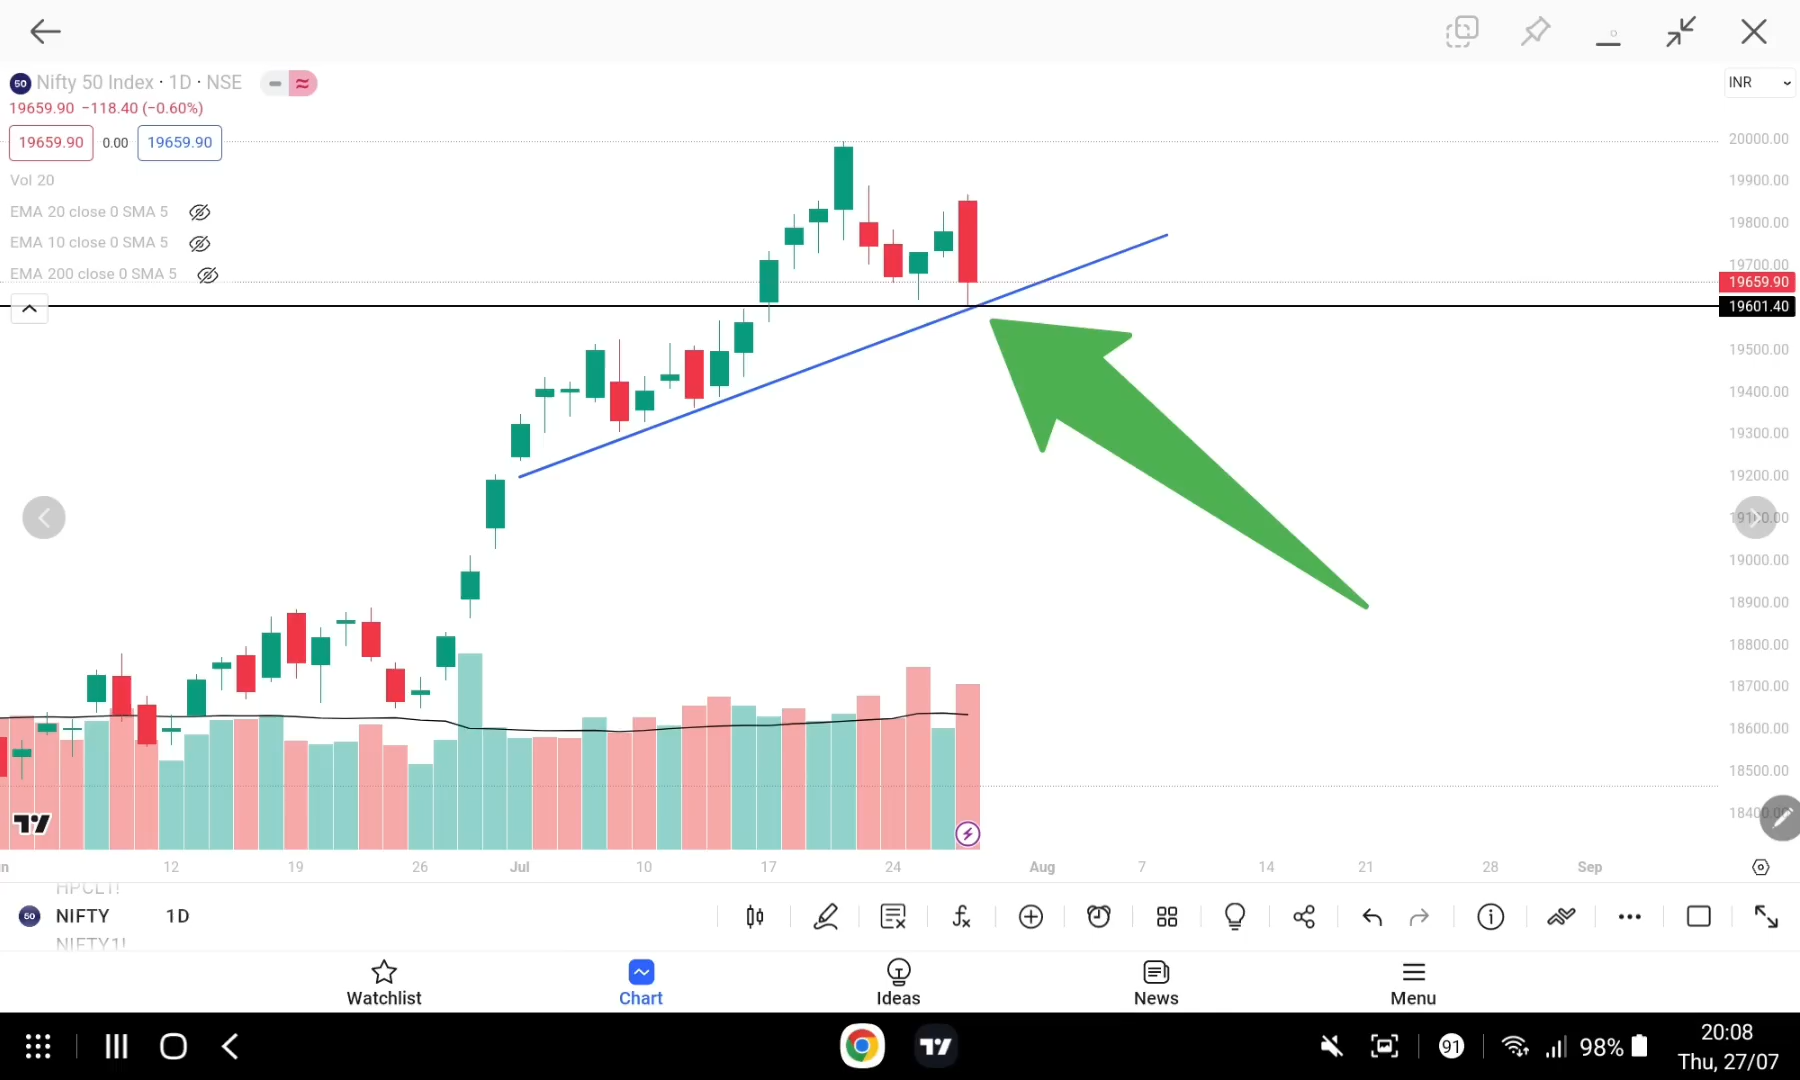 50 Nifty 50 Index · 1D · NSE
INR
19659.90 −118.40 (−0.60%)
19659.90 0.00 19659.90
Vol 20
EMA 20 close 0 SMA 5
EMA 10 close 0 SMA 5
EMA 200 close 0 SMA 5
20000.00
19900.00
19800.00
19700.00
19659.90
19601.40
19500.00
19400.00
19300.00
19200.00
19000.00
18900.00
18800.00
18700.00
18600.00
18500.00
12 19 26 Jul 10 17 24 Aug 7 14 21 28 Sep
HPCL1!
50 NIFTY 1D
NIFTY1!
Watchlist Chart Ideas News Menu
91 98% 20:08
Thu, 27/07